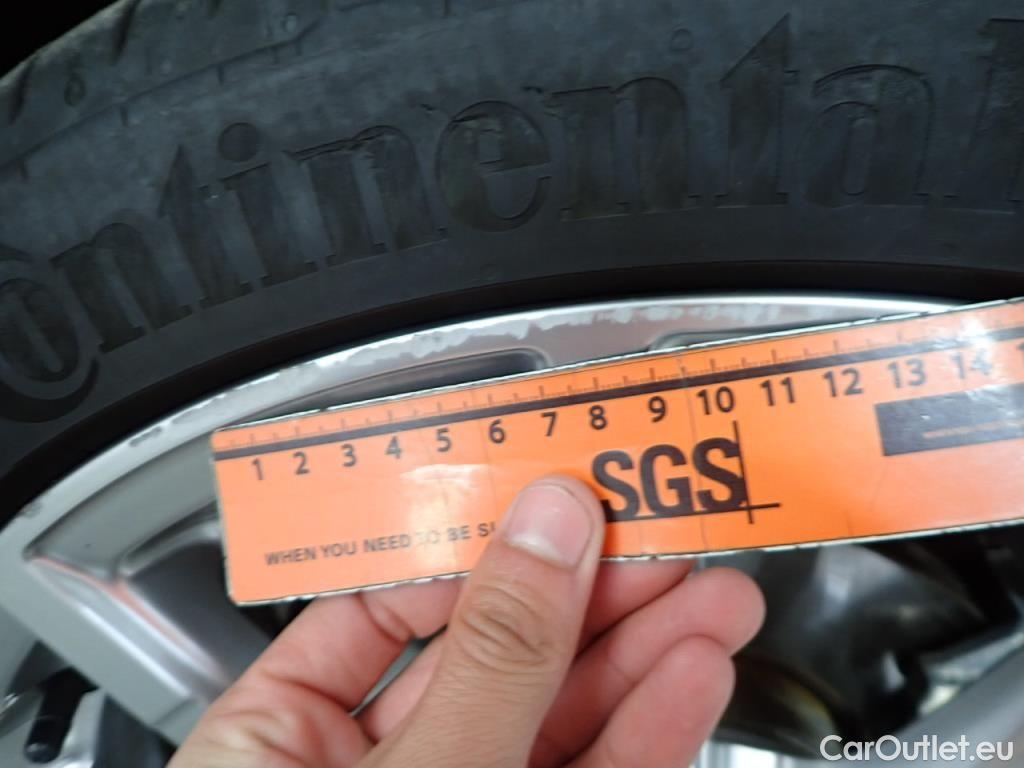 Continental
1 2 3 4 5 6 7 8 9 10 11 12 13 14
SGS
WHEN YOU NEED TO BE
CarOutlet.eu